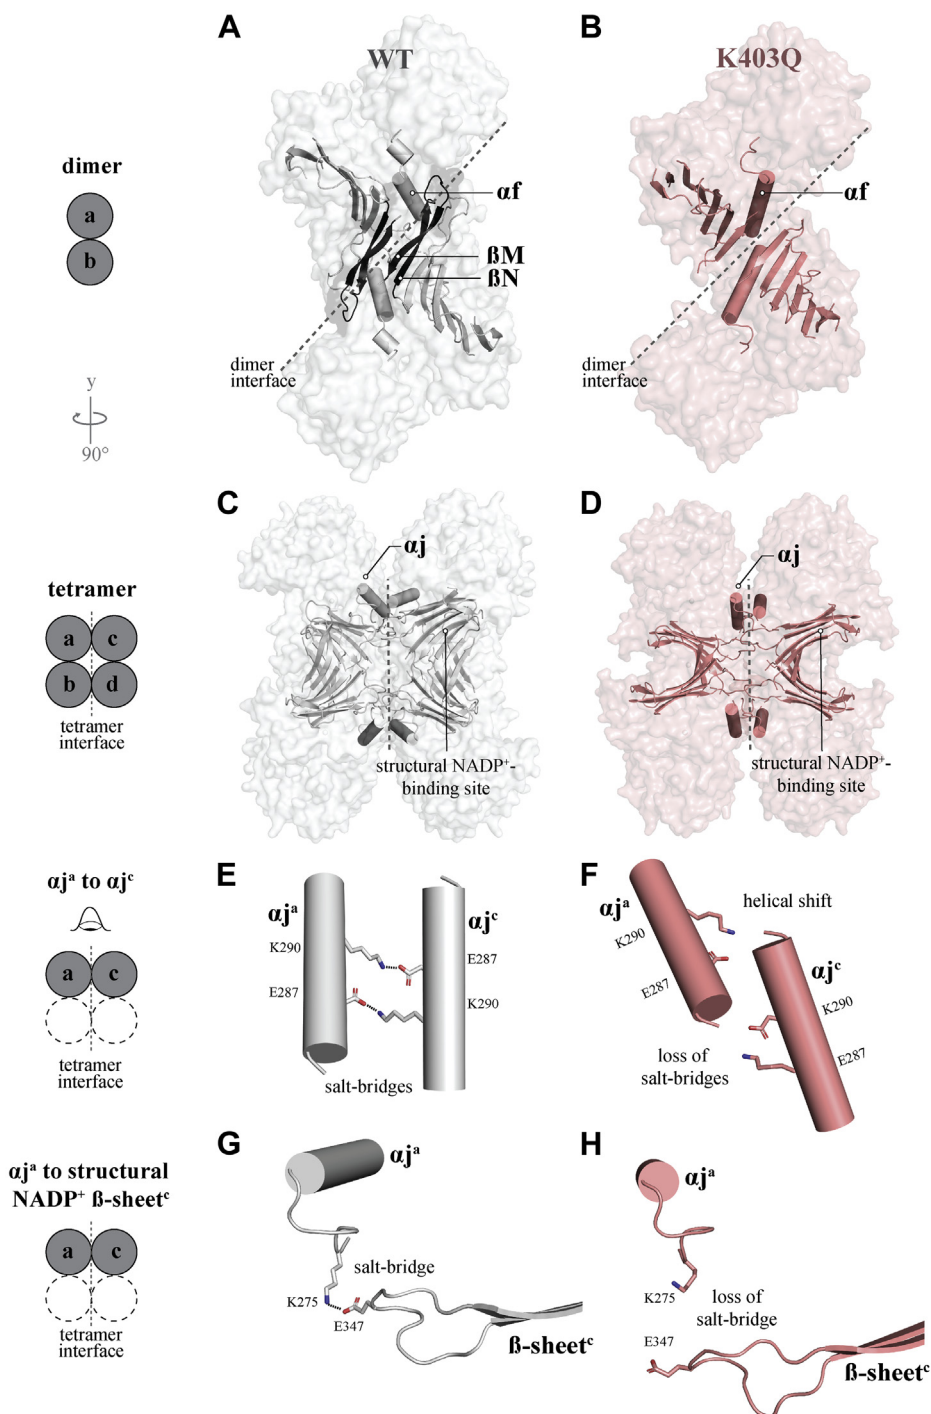 A
B
WT
K403Q
dimer
a
b
αf
ßM
ßN
dimer
interface
αf
dimer
interface
y
90°
C
D
αj
αj
tetramer
a
c
b
d
tetramer
interface
structural NADP⁺-
binding site
structural NADP⁺-
binding site
αjᵃ to αjᶜ
a
c
tetramer
interface
E
αjᵃ
αjᶜ
K290
E287
E287
K290
salt-bridges
F
αjᵃ
helical shift
K290
αjᶜ
E287
K290
loss of
salt-bridges
E287
αjᵃ to structural
NADP⁺ ß-sheetᶜ
a
c
tetramer
interface
G
αjᵃ
salt-bridge
K275
E347
ß-sheetᶜ
H
αjᵃ
K275
loss of
salt-bridge
E347
ß-sheetᶜ